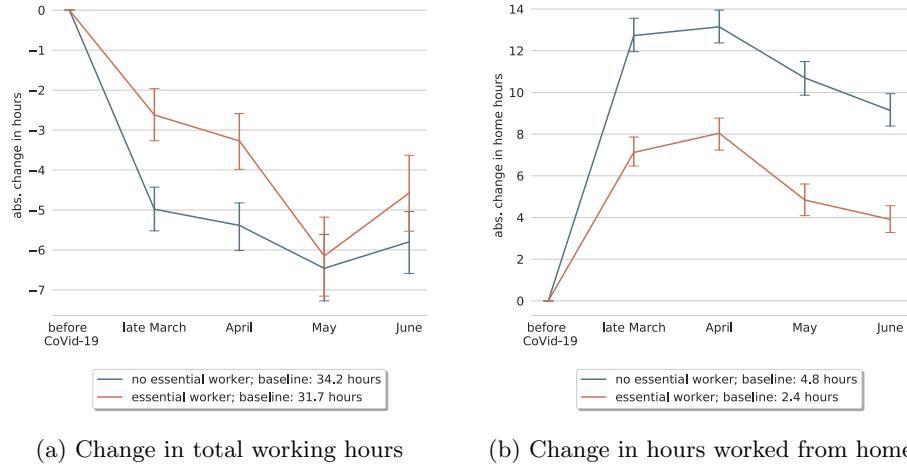 0
−1
−2
−3
−4
−5
−6
−7
abs. change in hours
before
CoVid-19
late March
April
May
June
no essential worker; baseline: 34.2 hours
essential worker; baseline: 31.7 hours
(a) Change in total working hours
14
12
10
8
6
4
2
0
abs. change in home hours
before
CoVid-19
late March
April
May
June
no essential worker; baseline: 4.8 hours
essential worker; baseline: 2.4 hours
(b) Change in hours worked from home